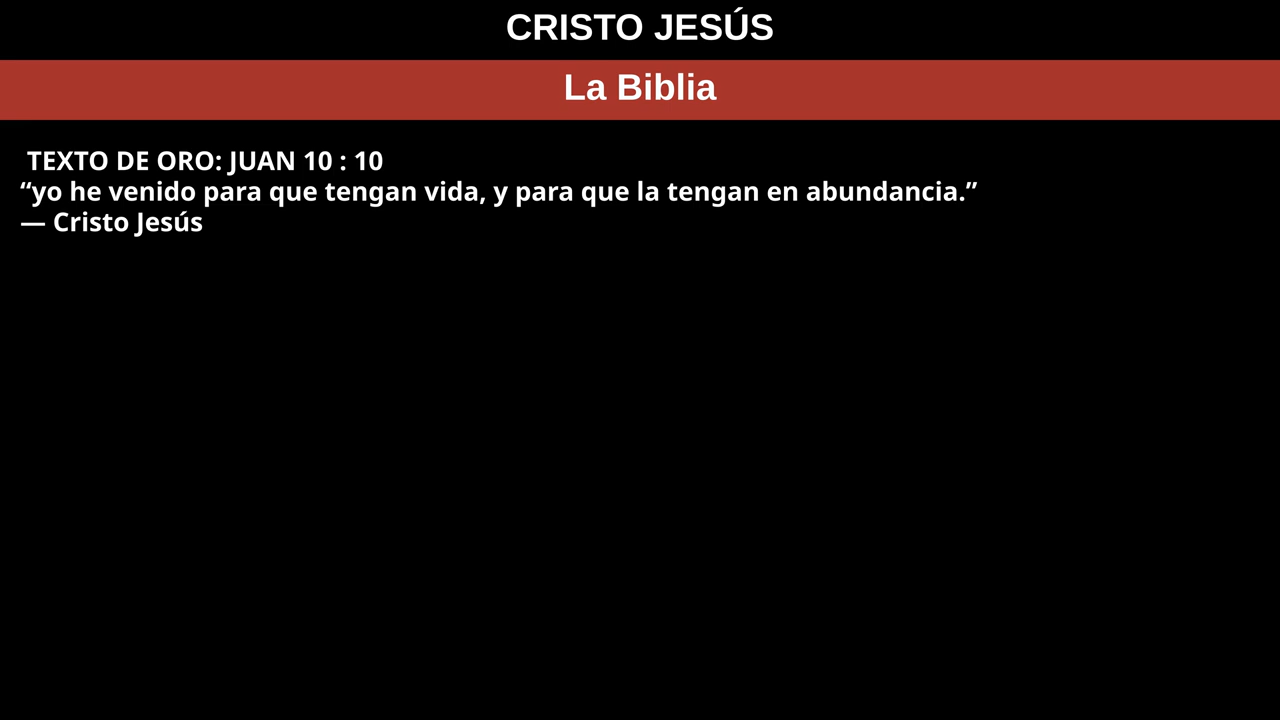 CRISTO JESÚS
La Biblia
TEXTO DE ORO: JUAN 10 : 10
“yo he venido para que tengan vida, y para que la tengan en abundancia.”
— Cristo Jesús